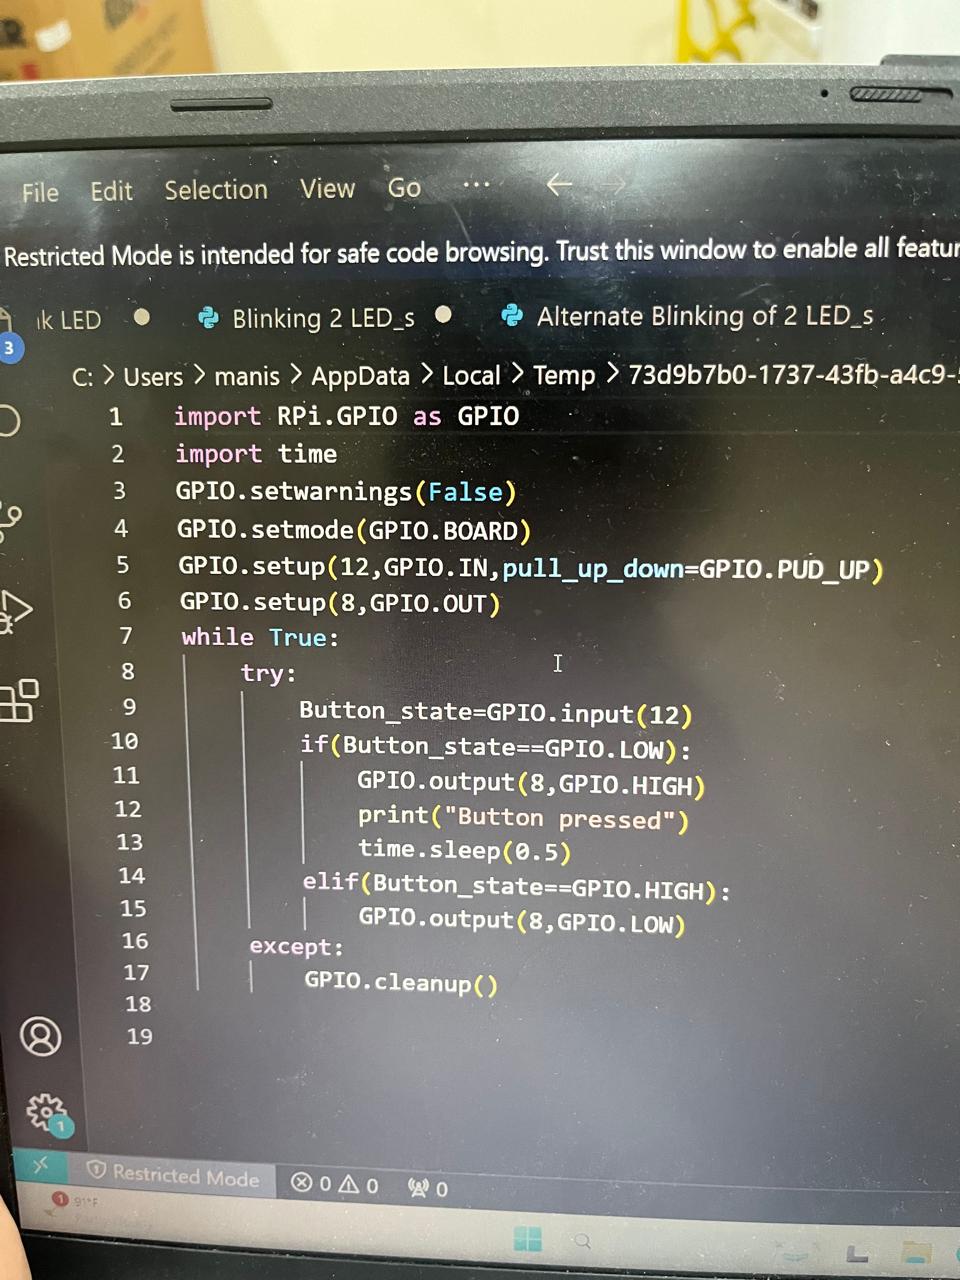 File Edit Selection View Go ... ← →
Restricted Mode is intended for safe code browsing. Trust this window to enable all
LED Blinking 2 LED_s Alternate Blinking of 2 LED_s
3
C: > Users > manis > AppData > Local > Temp > 73d9b7b0-1737-43fb-a4c9-
1 import RPi.GPIO as GPIO
2 import time
3 GPIO.setwarnings(False)
4 GPIO.setmode(GPIO.BOARD)
5 GPIO.setup(12,GPIO.IN,pull_up_down=GPIO.PUD_UP)
6 GPIO.setup(8,GPIO.OUT)
7 while True:
8 try:
9 Button_state=GPIO.input(12)
10 if(Button_state==GPIO.LOW):
11 GPIO.output(8,GPIO.HIGH)
12 print("Button pressed")
13 time.sleep(0.5)
14 elif(Button_state==GPIO.HIGH):
15 GPIO.output(8,GPIO.LOW)
16 except:
17 GPIO.cleanup()
18
19
1
Restricted Mode 0 0 0
1 91°F